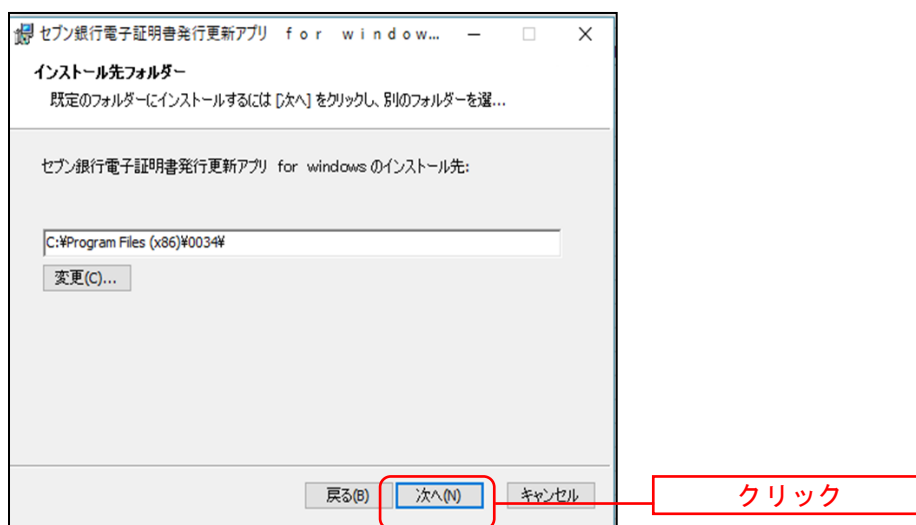 セブン銀行電子証明書発行更新アプリ for window...
インストール先フォルダー
既定のフォルダーにインストールするには [次へ] をクリックし、別のフォルダーを選...
セブン銀行電子証明書発行更新アプリ for windows のインストール先:
C:¥Program Files (x86)¥0034¥
変更(C)...
戻る(B) 次へ(N) キャンセル
クリック